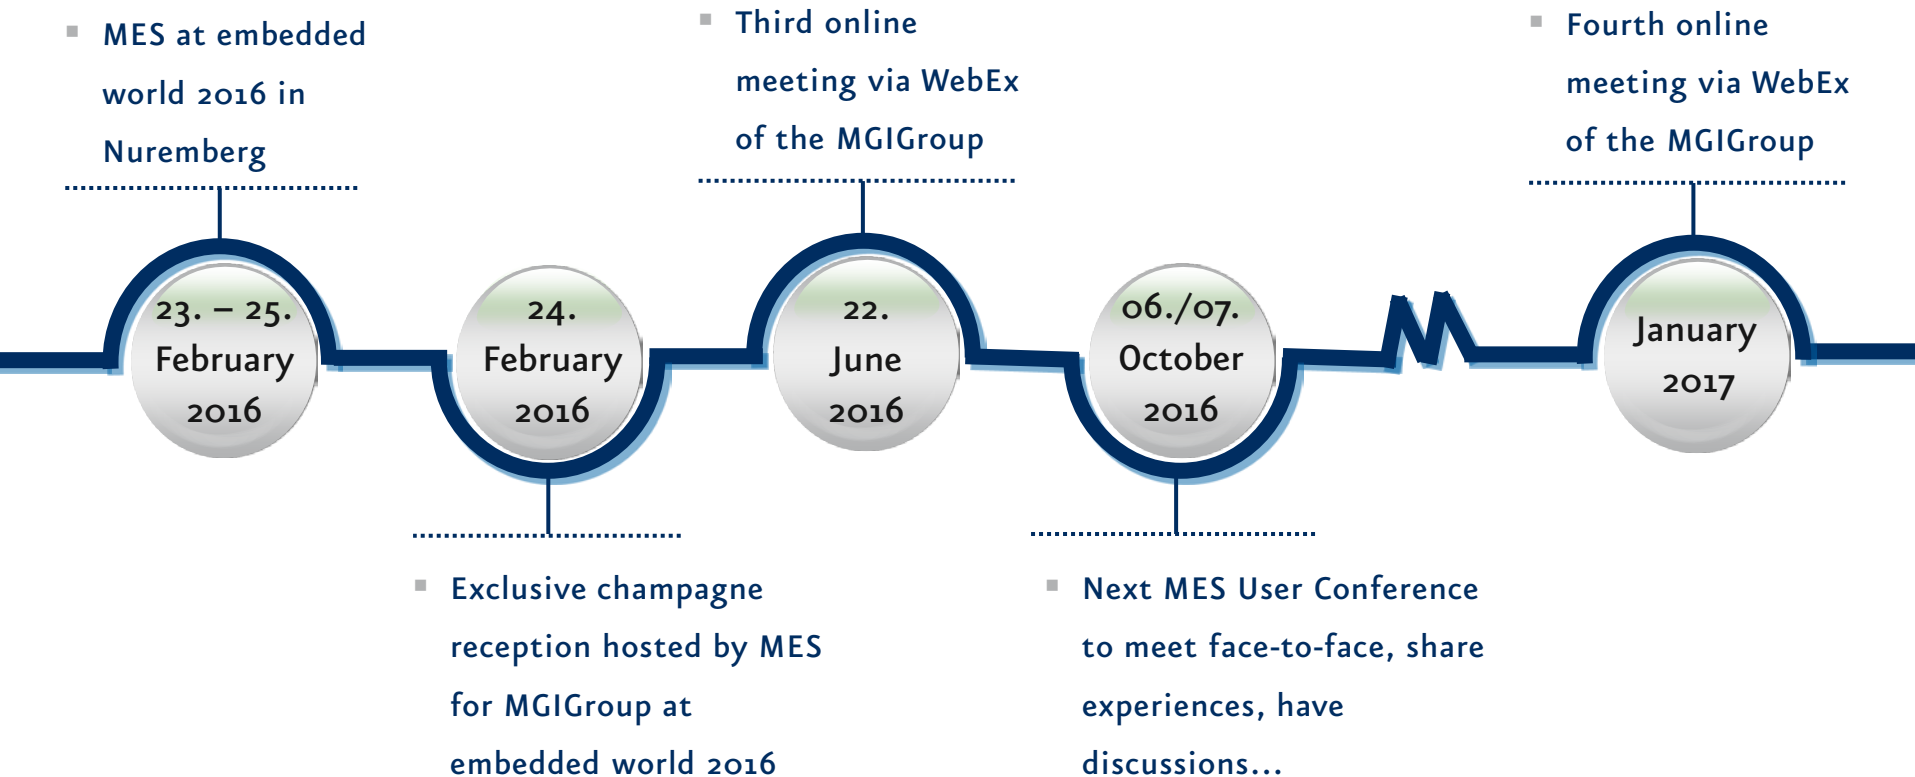 MES at embedded
world 2016 in
Nuremberg
23. – 25.
February
2016
24.
February
2016
Exclusive champagne
reception hosted by MES
for MGIGroup at
embedded world 2016
Third online
meeting via WebEx
of the MGIGroup
22.
June
2016
06./07.
October
2016
Next MES User Conference
to meet face-to-face, share
experiences, have
discussions...
Fourth online
meeting via WebEx
of the MGIGroup
January
2017